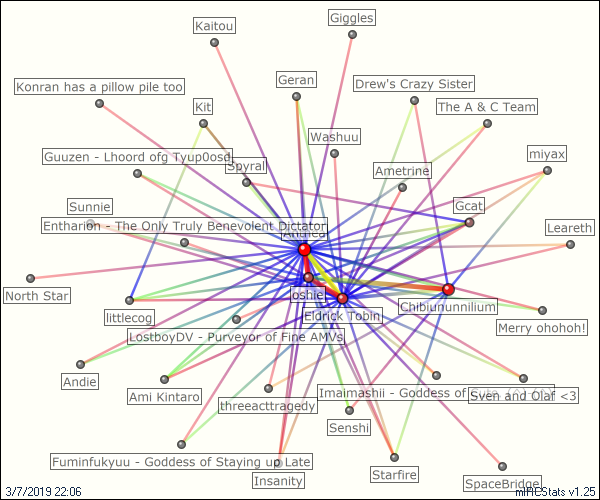 Giggles
Kaitou
Geran
Drew's Crazy Sister
Konran has a pillow pile too
Kit
The A & C Team
Washuu
Guuzen - Lhoord ofg Tyup0osd
Spyral
miyax
Ametrine
Sunnie
Gcat
Entharion - The Only Truly Benevolent Dictator
Leareth
Andred
North Star
oshie
Chibiununnilium
littlecog
Eldrick Tobin
Merry ohohoh!
LostboyDV - Purveyor of Fine AMVs
Andie
Imaimashii - Goddess of
Ami Kintaro
Sven and Olaf <3
threeacttragedy
Senshi
Fuminfukyuu - Goddess of Staying up Late
Starfire
Insanity
SpaceBridge
3/7/2019 22:06
mIRCStats v1.25